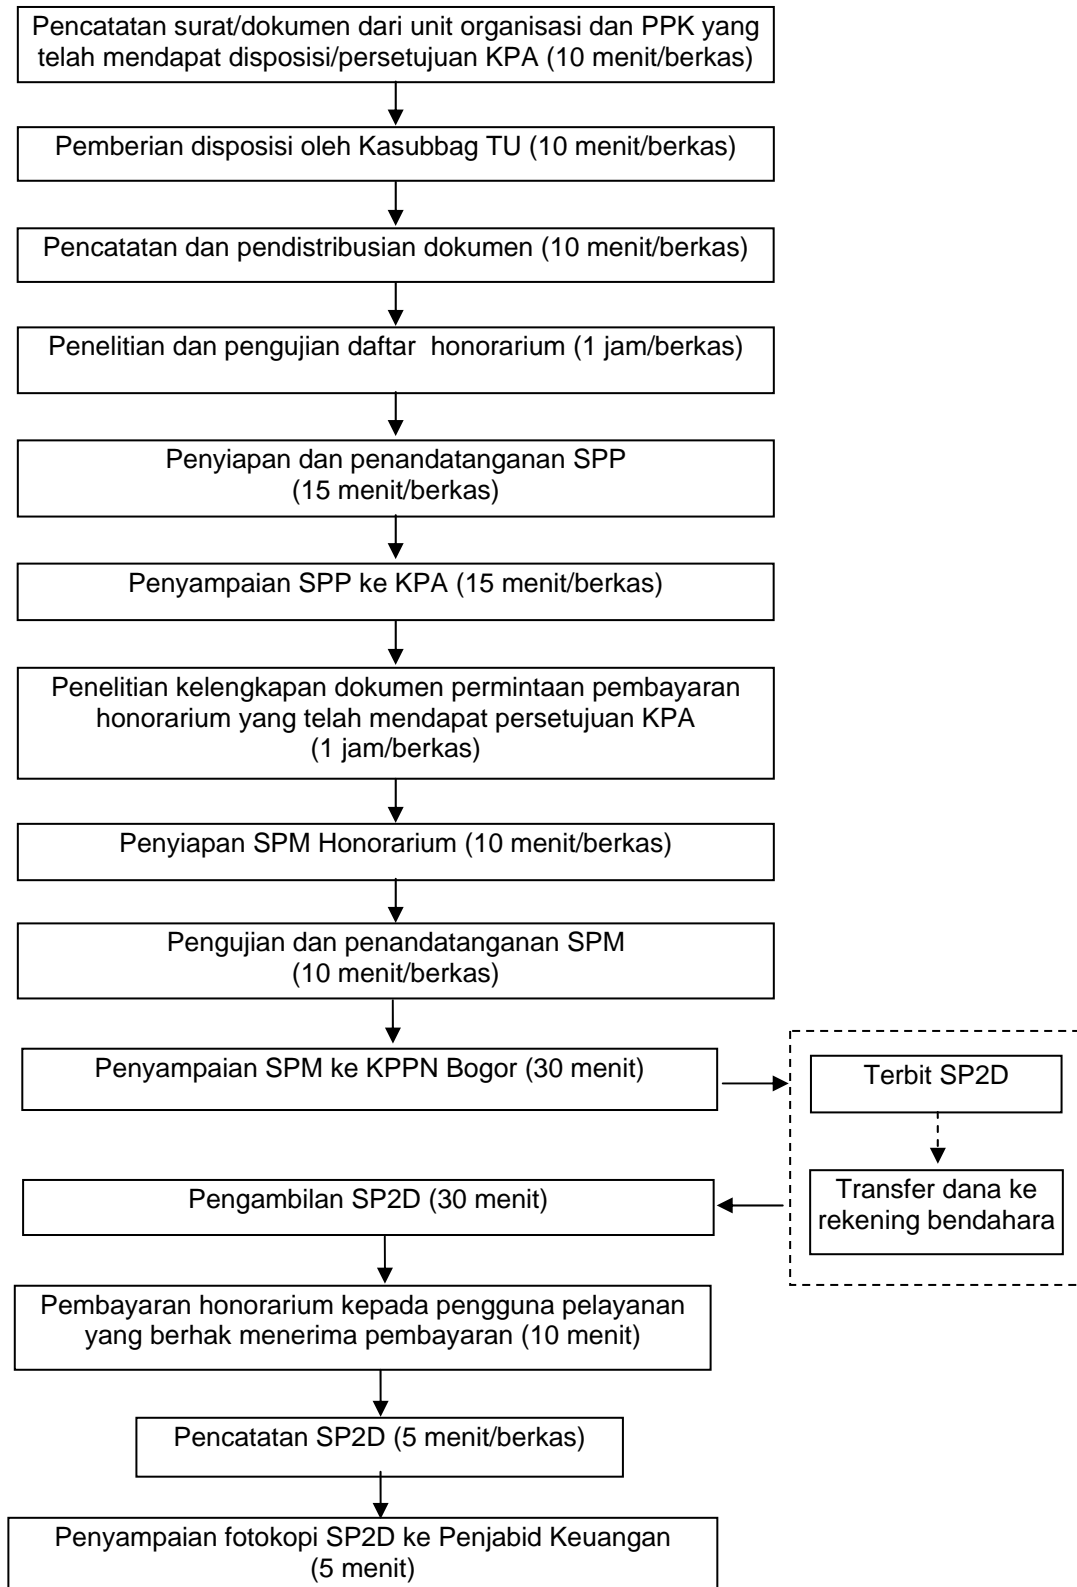 Pencatatan surat/dokumen dari unit organisasi dan PPK yang
telah mendapat disposisi/persetujuan KPA (10 menit/berkas)
Pemberian disposisi oleh Kasubbag TU (10 menit/berkas)
Pencatatan dan pendistribusian dokumen (10 menit/berkas)
Penelitian dan pengujian daftar honorarium (1 jam/berkas)
Penyiapan dan penandatanganan SPP
(15 menit/berkas)
Penyampaian SPP ke KPA (15 menit/berkas)
Penelitian kelengkapan dokumen permintaan pembayaran
honorarium yang telah mendapat persetujuan KPA
(1 jam/berkas)
Penyiapan SPM Honorarium (10 menit/berkas)
Pengujian dan penandatanganan SPM
(10 menit/berkas)
Penyampaian SPM ke KPPN Bogor (30 menit)
Terbit SP2D
Transfer dana ke
rekening bendahara
Pengambilan SP2D (30 menit)
Pembayaran honorarium kepada pengguna pelayanan
yang berhak menerima pembayaran (10 menit)
Pencatatan SP2D (5 menit/berkas)
Penyampaian fotokopi SP2D ke Penjabid Keuangan
(5 menit)